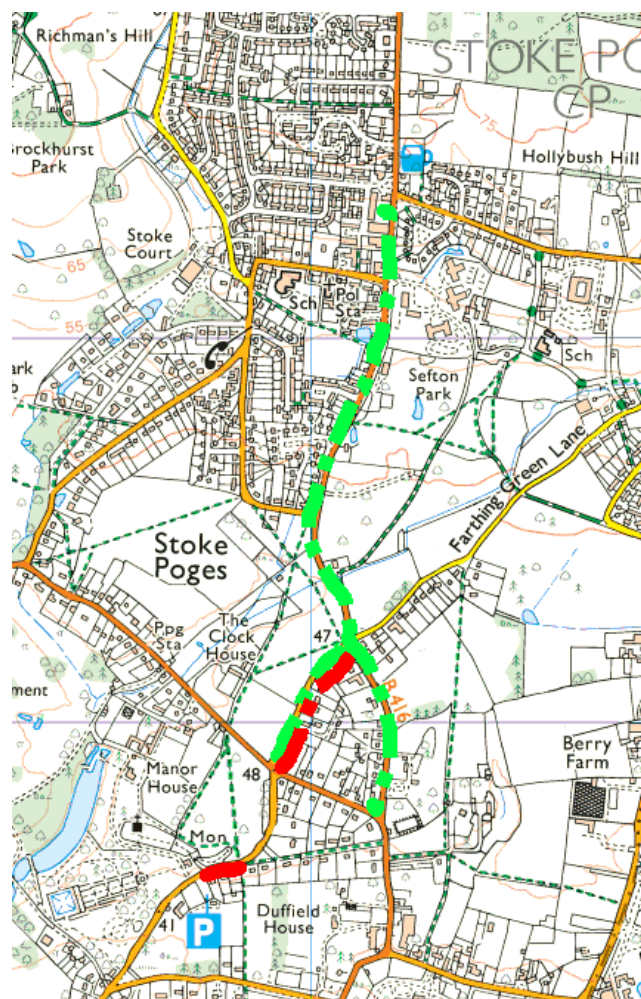 Richman's Hill
STOKE PO
CP
75
Brockhurst
Park
Hollybush Hill
Stoke
Court
65
Sch
Pol
Sta
55
Sch
ark
Sefton
Park
Farthing Green Lane
Stoke
Poges
The
Clock
House
Ppg
Sta
47
B416
ment
48
Manor
House
Berry
Farm
Mon
41
P
Duffield
House